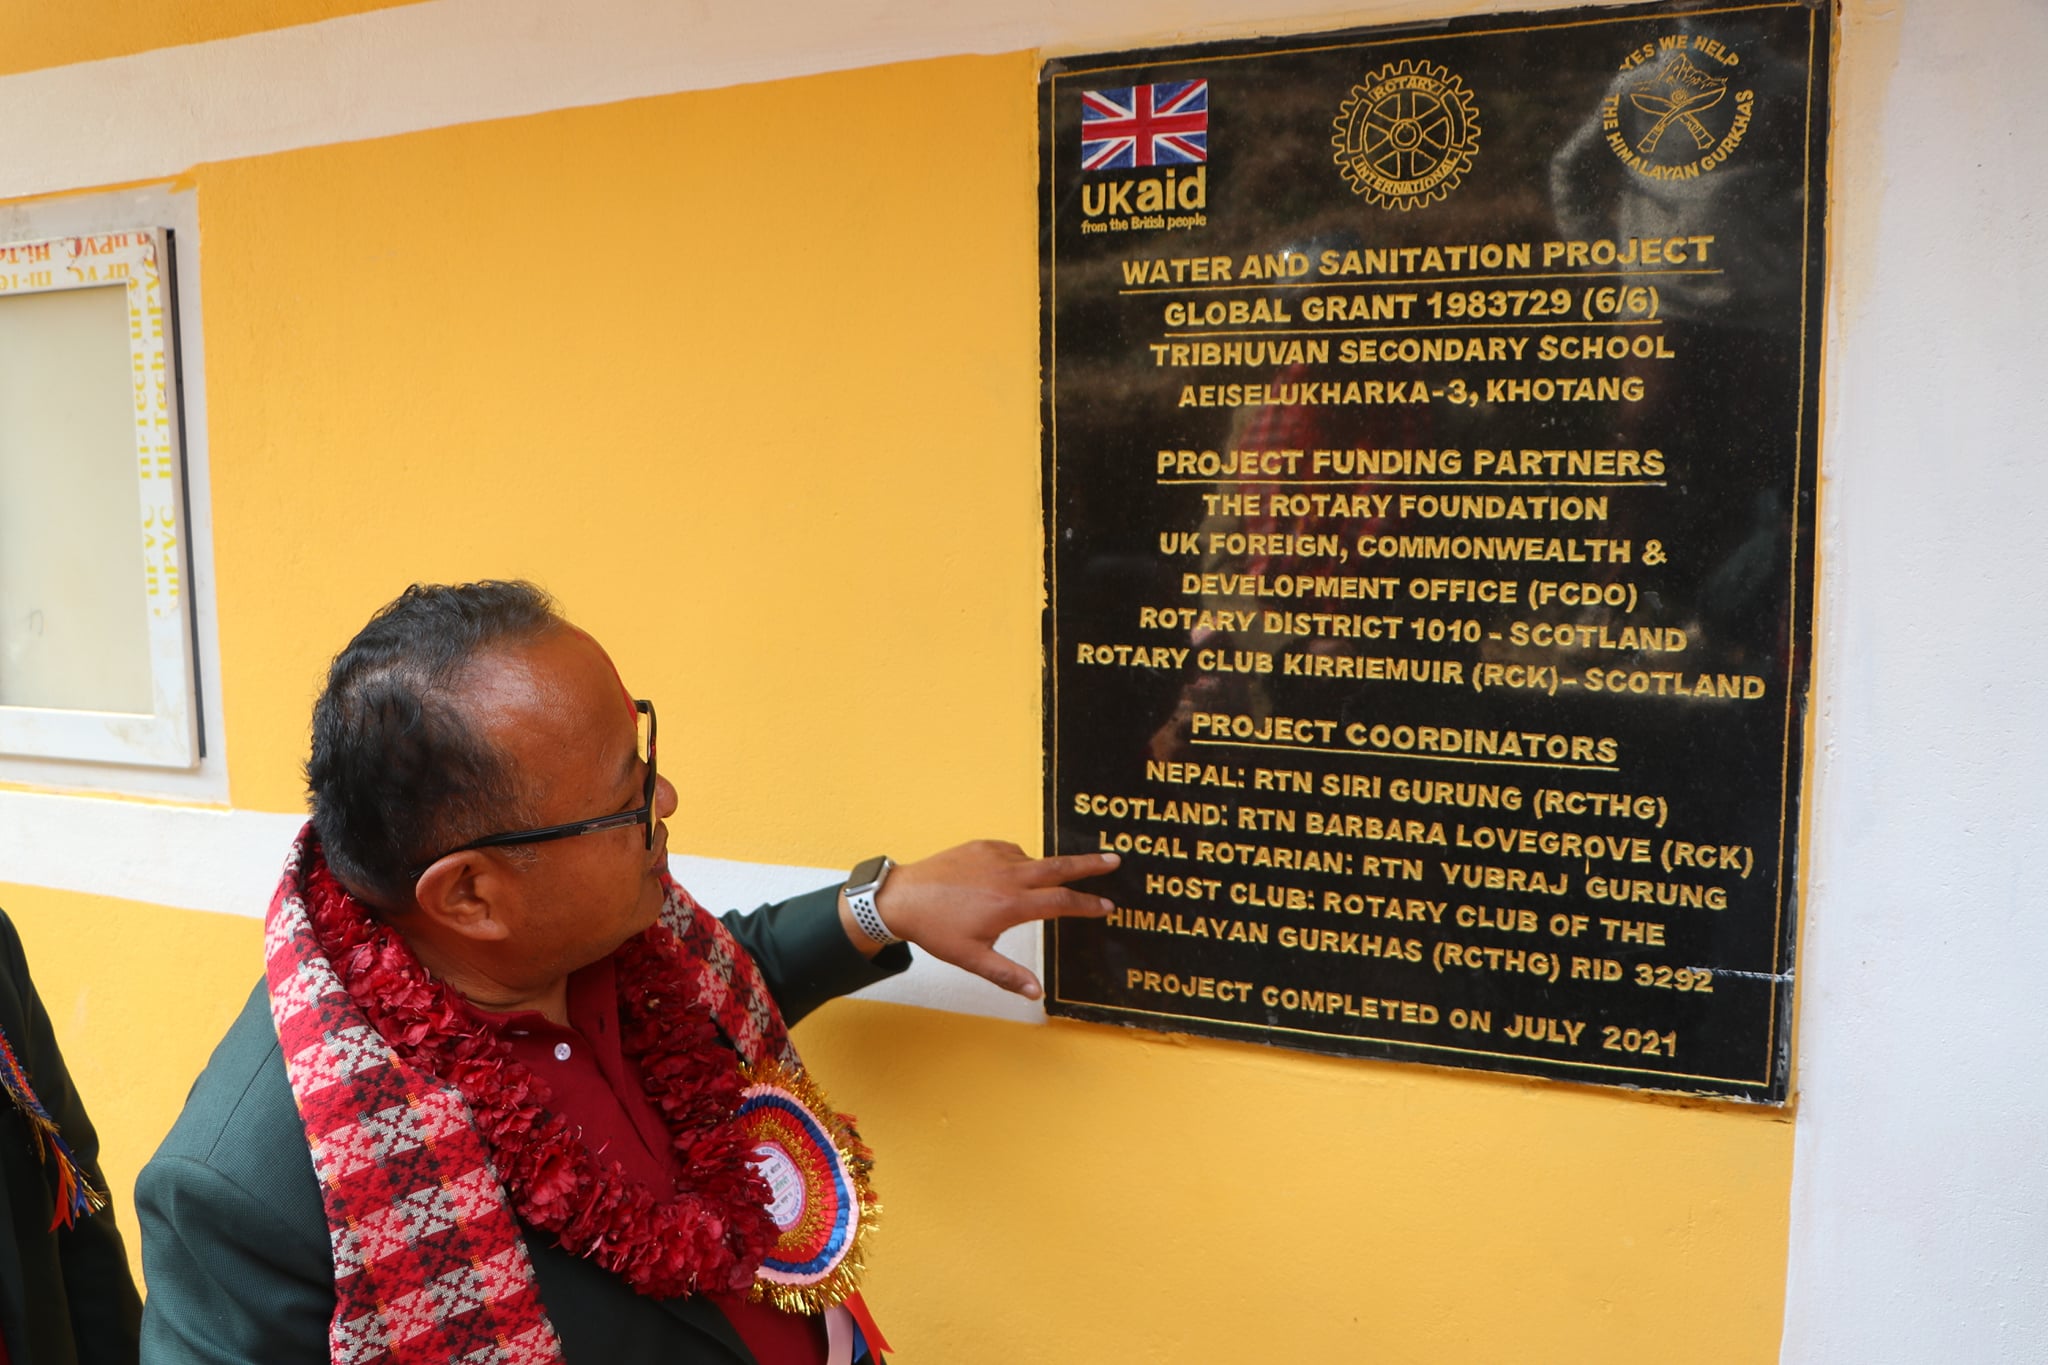 UKaid
from the British people
ROTARY
INTERNATIONAL
YES WE HELP
THE HIMALAYAN GURKHAS
WATER AND SANITATION PROJECT
GLOBAL GRANT 1983729 (6/6)
TRIBHUVAN SECONDARY SCHOOL
AEISELUKHARKA-3, KHOTANG
PROJECT FUNDING PARTNERS
THE ROTARY FOUNDATION
UK FOREIGN, COMMONWEALTH &
DEVELOPMENT OFFICE (FCDO)
ROTARY DISTRICT 1010 - SCOTLAND
ROTARY CLUB KIRRIEMUIR (RCK)- SCOTLAND
PROJECT COORDINATORS
NEPAL: RTN SIRI GURUNG (RCTHG)
SCOTLAND: RTN BARBARA LOVEGROVE (RCK)
LOCAL ROTARIAN: RTN YUBRAJ GURUNG
HOST CLUB: ROTARY CLUB OF THE
HIMALAYAN GURKHAS (RCTHG) RID 3292
PROJECT COMPLETED ON JULY 2021
Hi-Tech uPVC
Hi-Tech uPVC